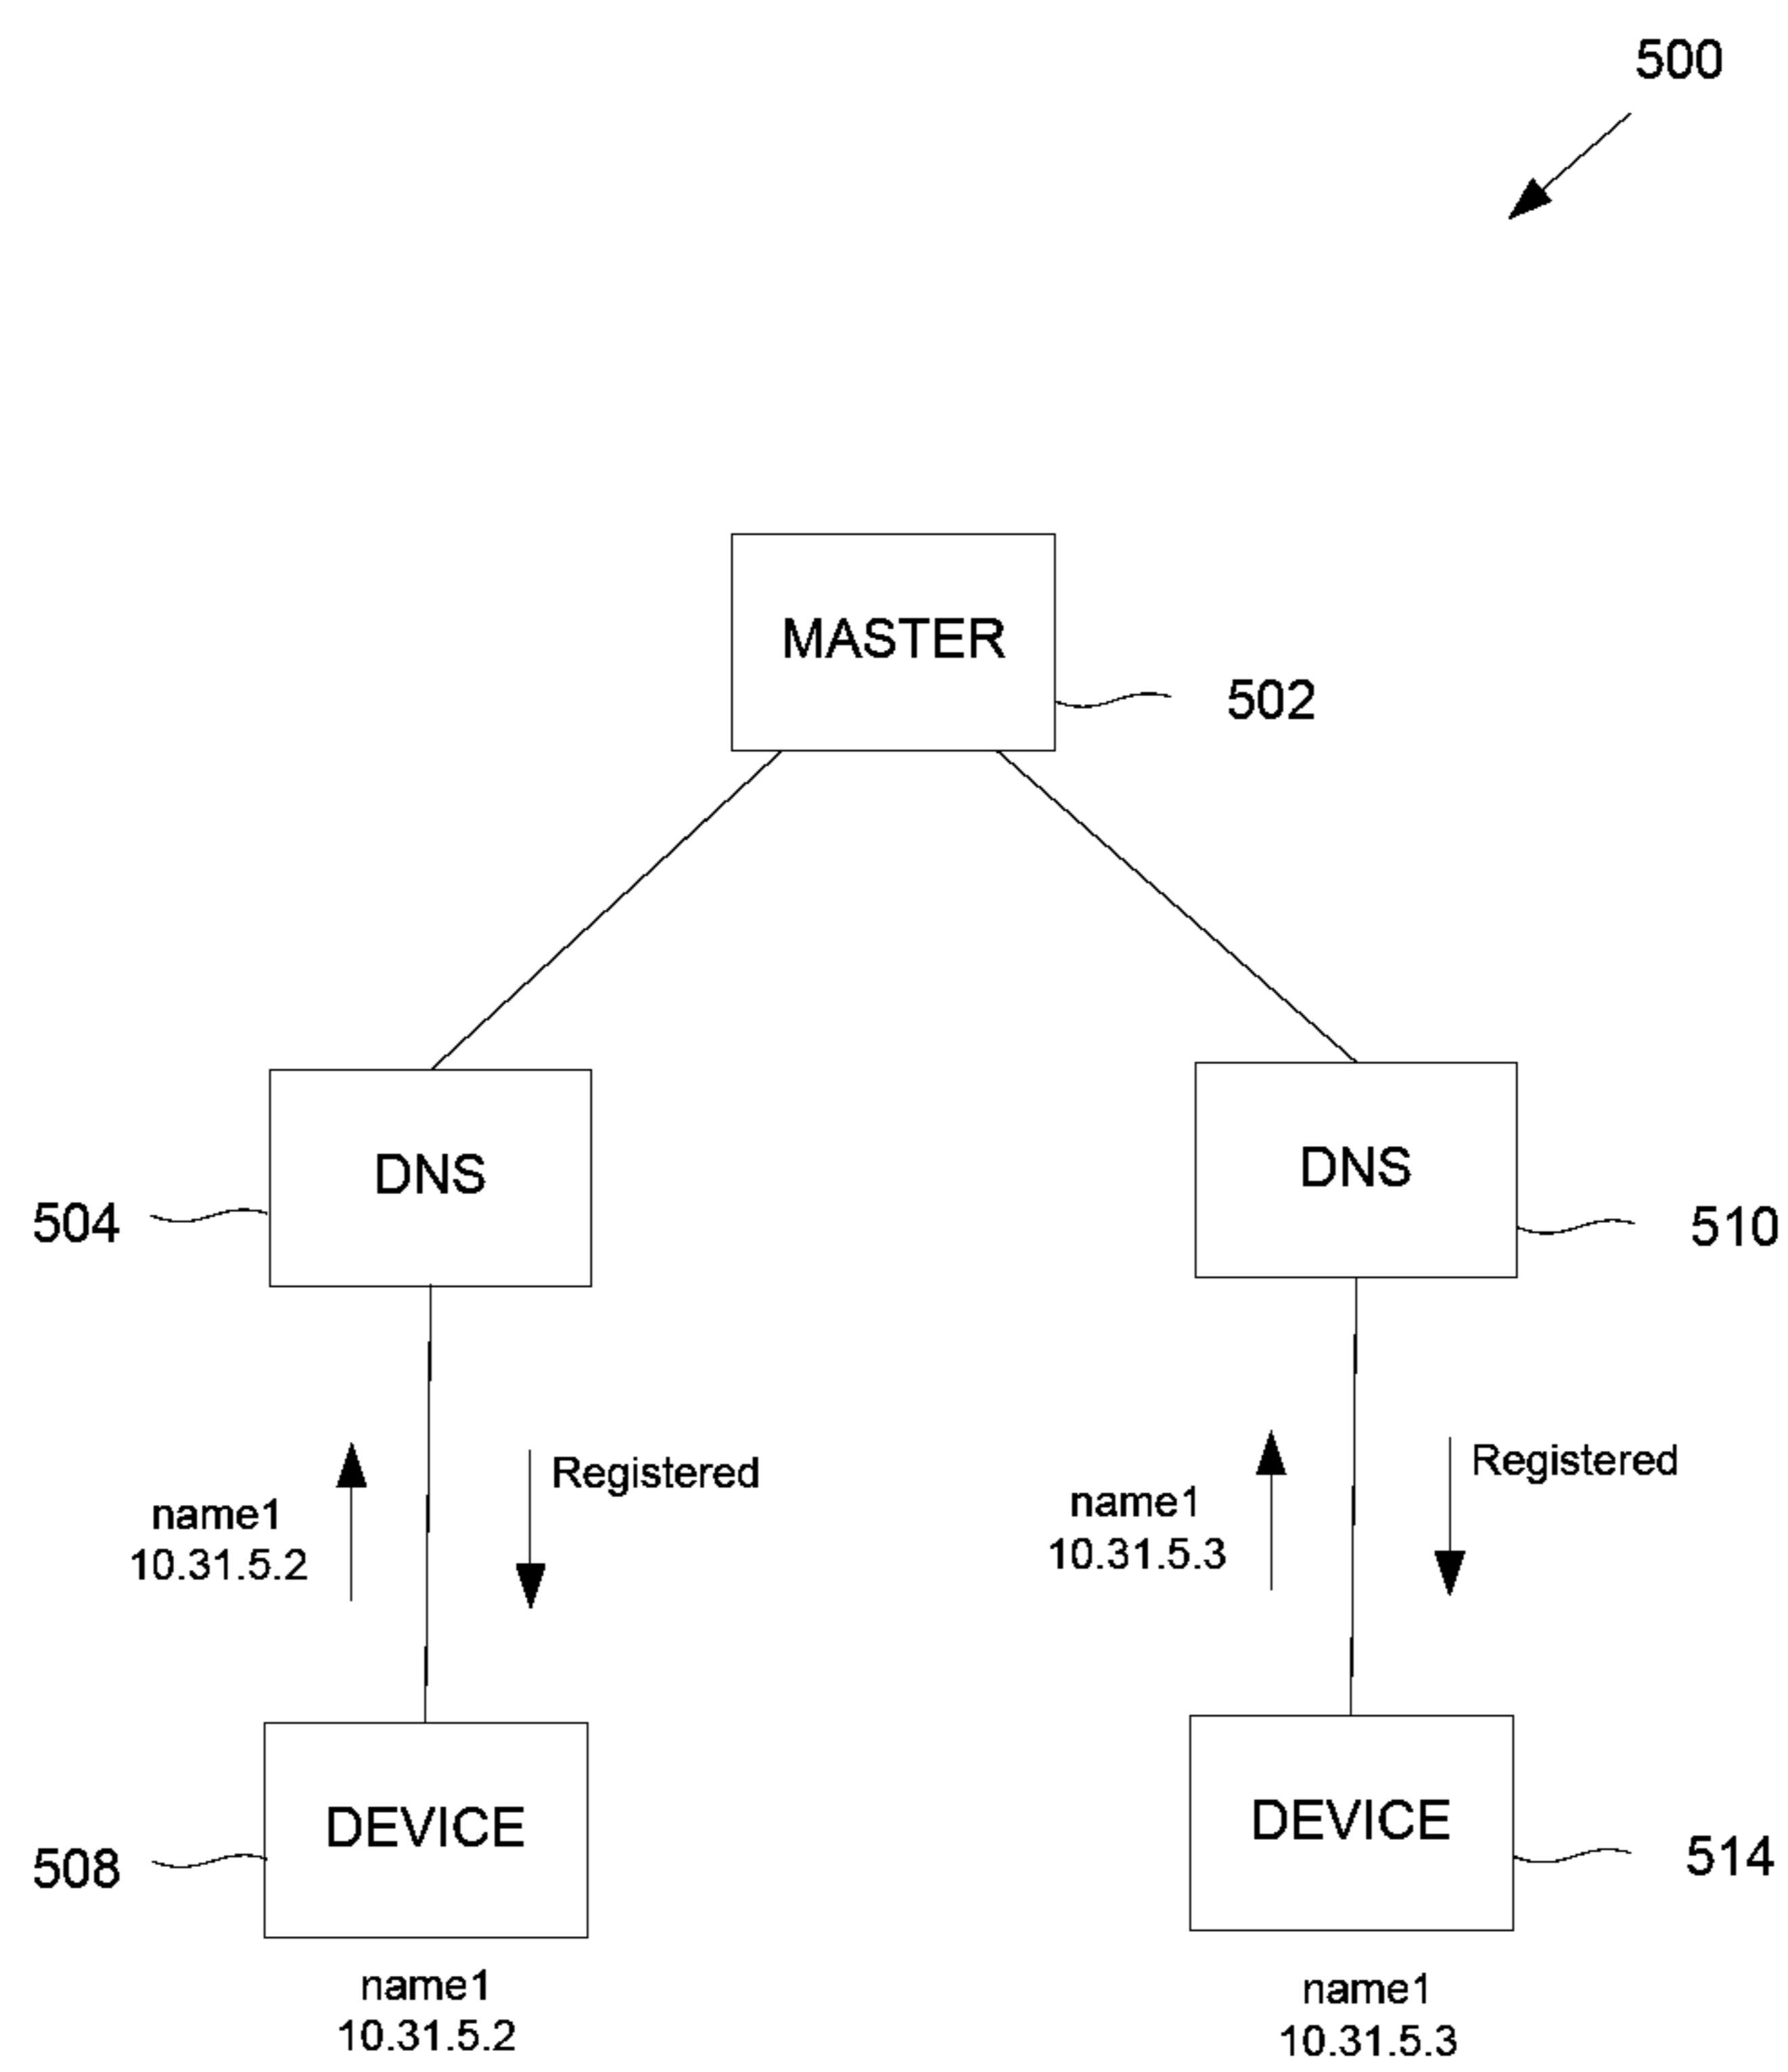 500
MASTER
502
DNS
DNS
504
510
Registered
Registered
name1
10.31.5.2
name1
10.31.5.3
DEVICE
DEVICE
508
514
name1
10.31.5.2
name1
10.31.5.3